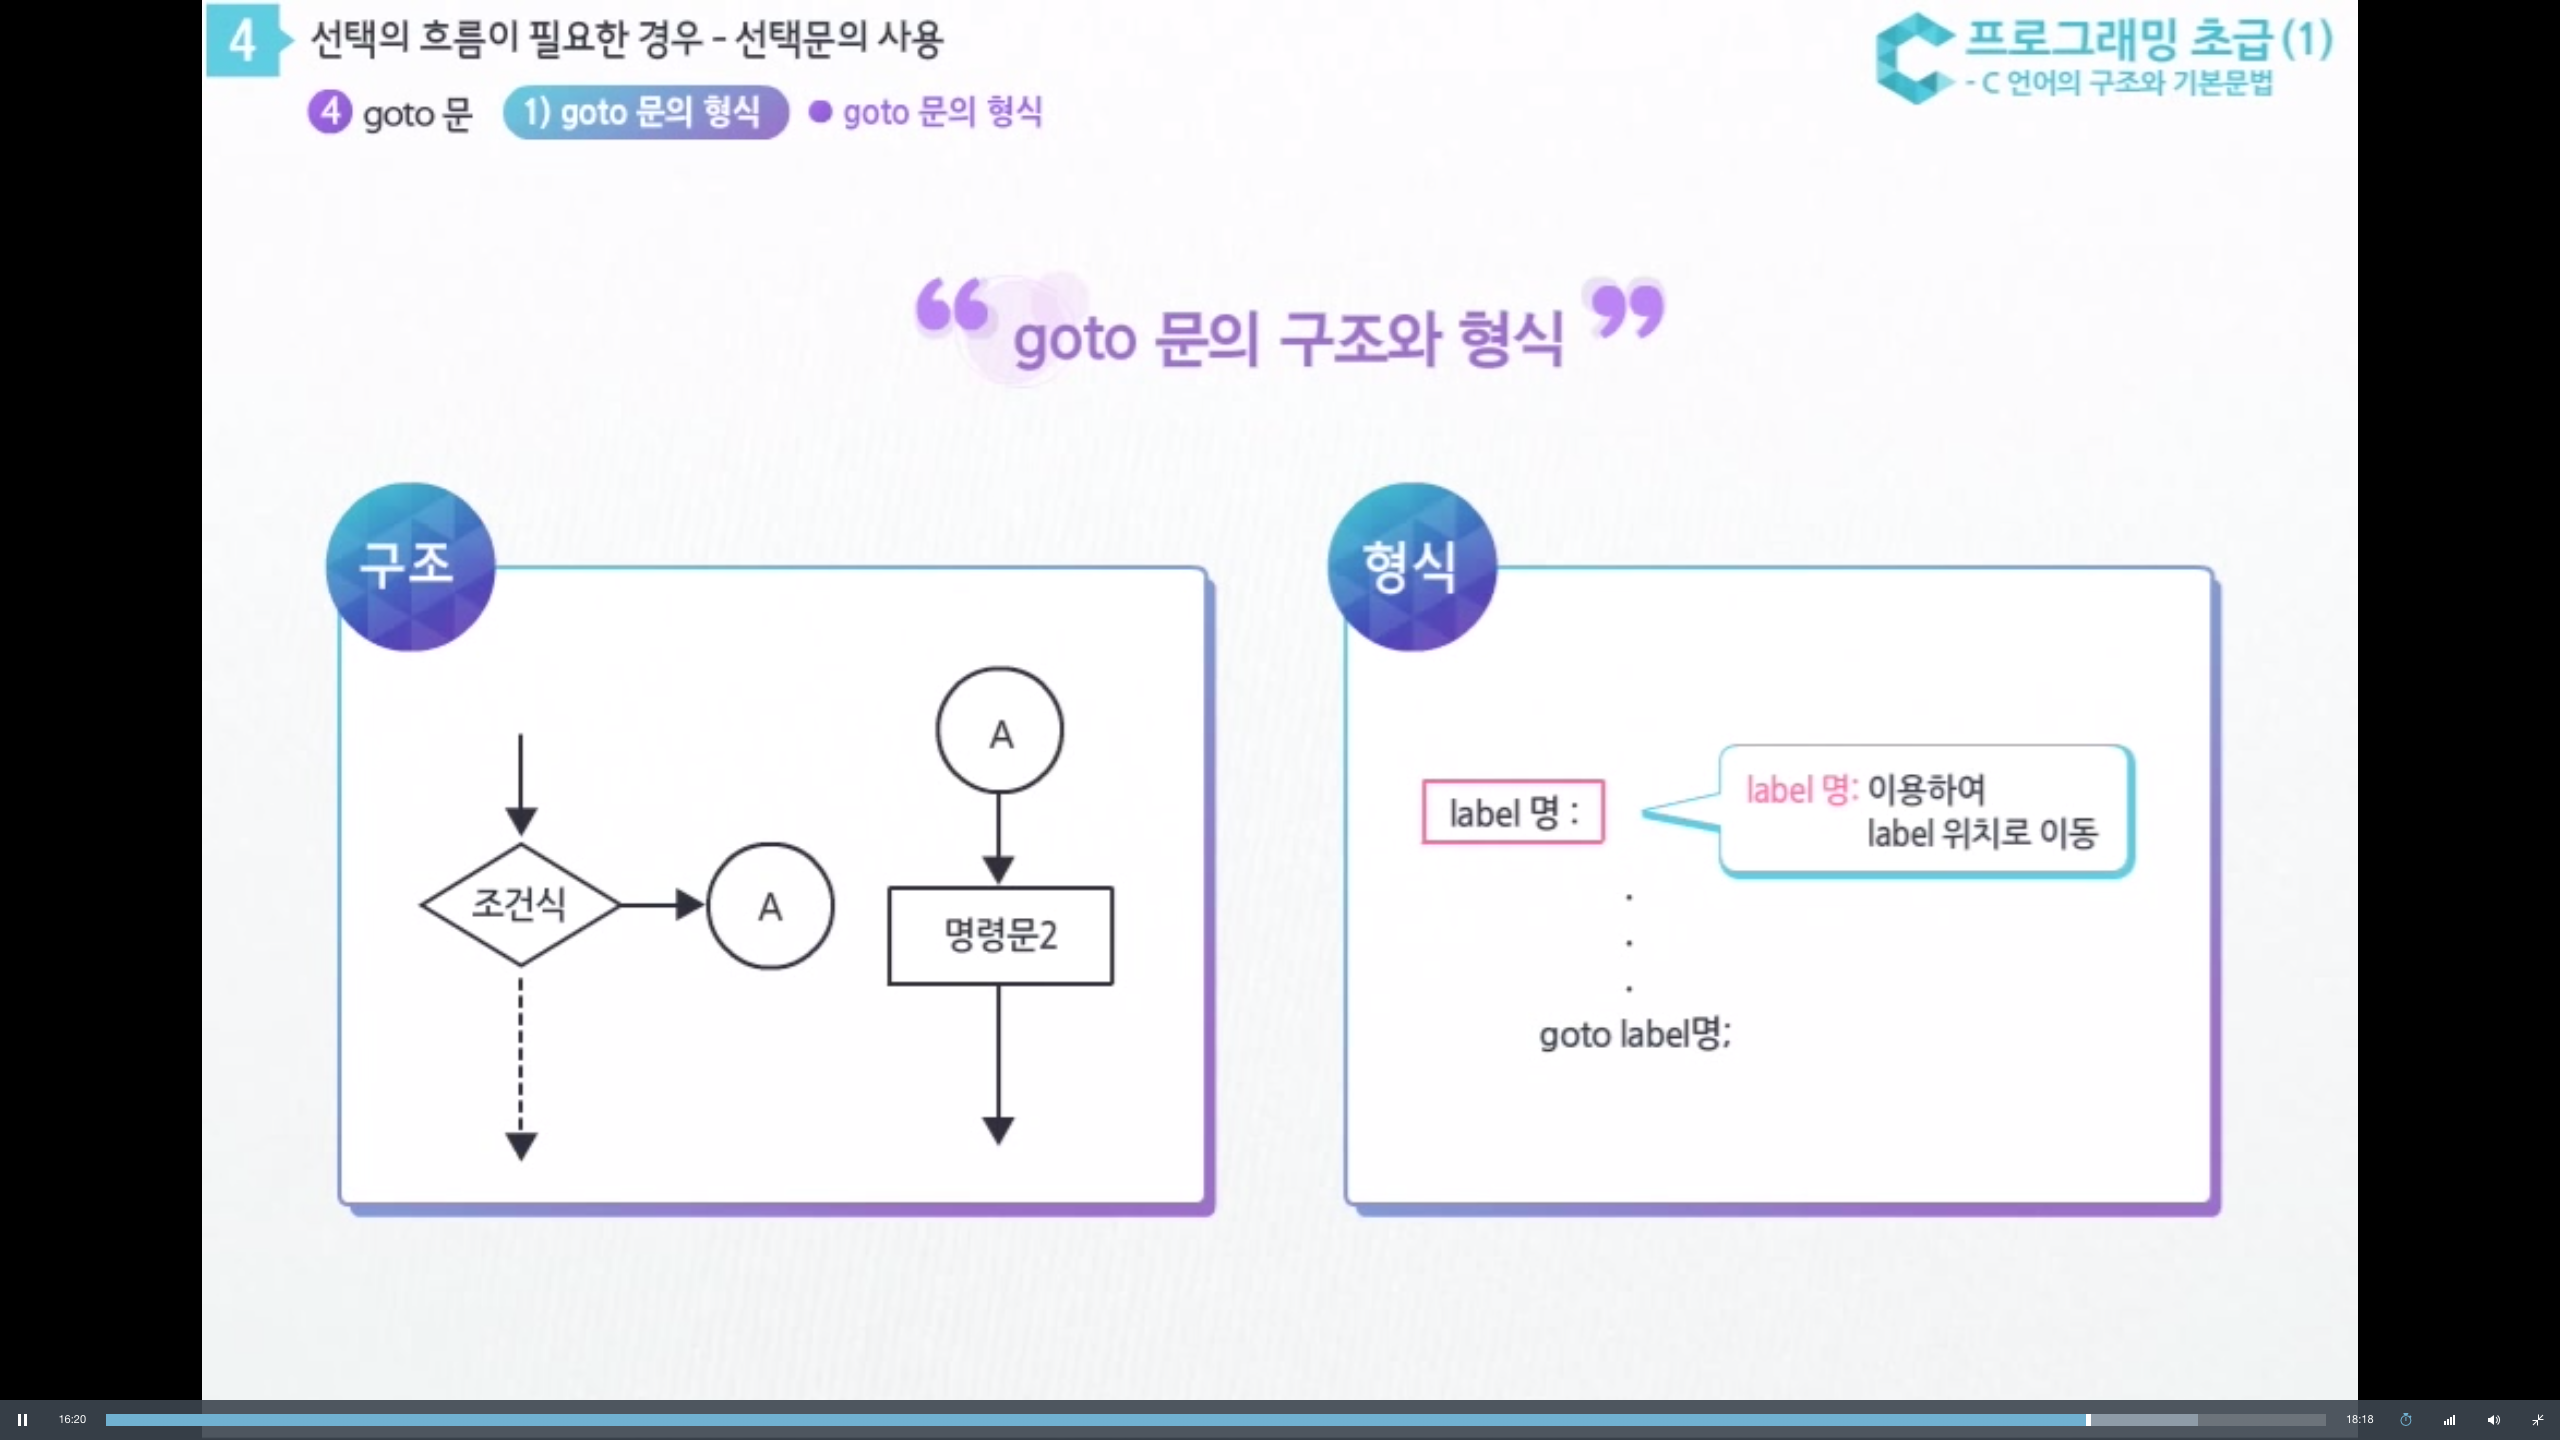 4
선택의 흐름이 필요한 경우 - 선택문의 사용
프로그래밍 초급(1)
- C 언어의 구조와 기본문법
4 goto 문 1) goto 문의 형식 ● goto 문의 형식
“ goto 문의 구조와 형식 ”
구조
A
조건식
A
명령문2
형식
label 명 :
label 명: 이용하여
label 위치로 이동
.
.
.
goto label명;
16:20
18:18